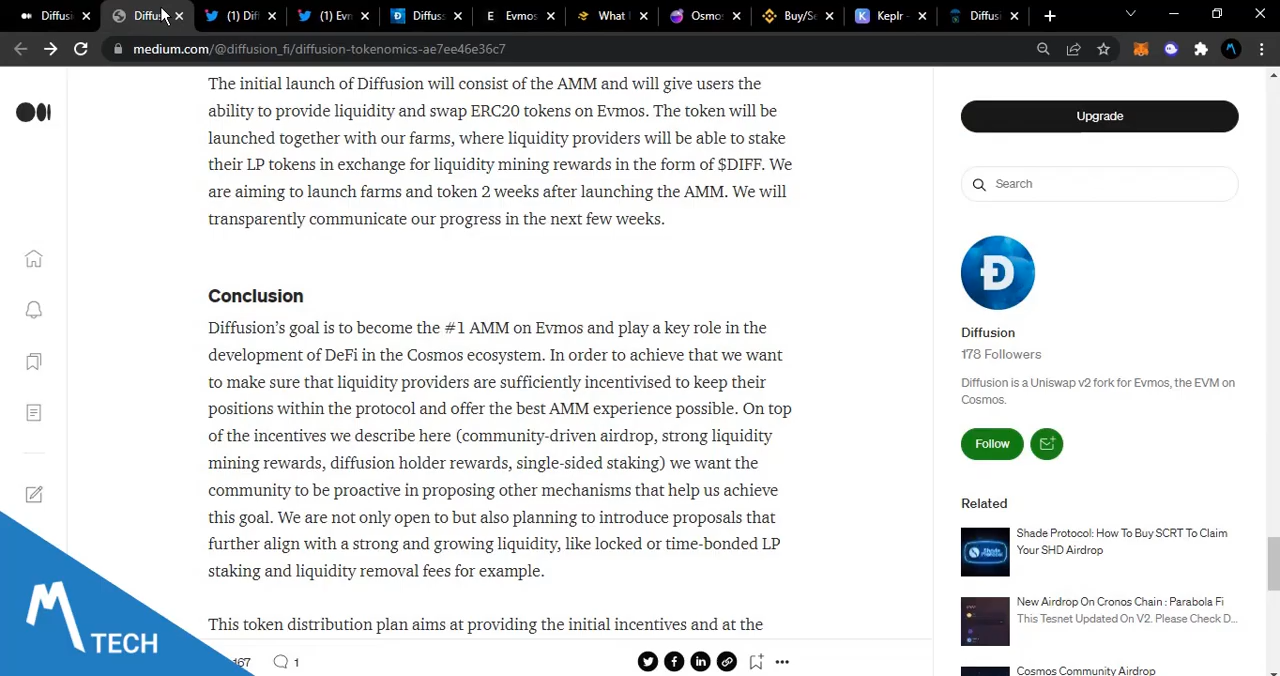 Diffusi
Diffusi
(1) Dif
(1) Evn
Diffus
E Evmos
What I
Osmo
Buy/Se
K Keplr -
Diffusi
medium.com/@diffusion_fi/diffusion-tokenomics-ae7ee46e36c7
The initial launch of Diffusion will consist of the AMM and will give users the
ability to provide liquidity and swap ERC20 tokens on Evmos. The token will be
launched together with our farms, where liquidity providers will be able to stake
their LP tokens in exchange for liquidity mining rewards in the form of $DIFF. We
are aiming to launch farms and token 2 weeks after launching the AMM. We will
transparently communicate our progress in the next few weeks.
Conclusion
Diffusion’s goal is to become the #1 AMM on Evmos and play a key role in the
development of DeFi in the Cosmos ecosystem. In order to achieve that we want
to make sure that liquidity providers are sufficiently incentivised to keep their
positions within the protocol and offer the best AMM experience possible. On top
of the incentives we describe here (community-driven airdrop, strong liquidity
mining rewards, diffusion holder rewards, single-sided staking) we want the
community to be proactive in proposing other mechanisms that help us achieve
this goal. We are not only open to but also planning to introduce proposals that
further align with a strong and growing liquidity, like locked or time-bonded LP
staking and liquidity removal fees for example.
This token distribution plan aims at providing the initial incentives and at the
167
1
Upgrade
Search
Đ
Diffusion
178 Followers
Diffusion is a Uniswap v2 fork for Evmos, the EVM on
Cosmos.
Follow
Related
Shade Protocol: How To Buy SCRT To Claim
Your SHD Airdrop
Shade Protocol
New Airdrop On Cronos Chain : Parabola Fi
This Tesnet Updated On V2. Please Check D...
Cosmos Community Airdrop
M TECH